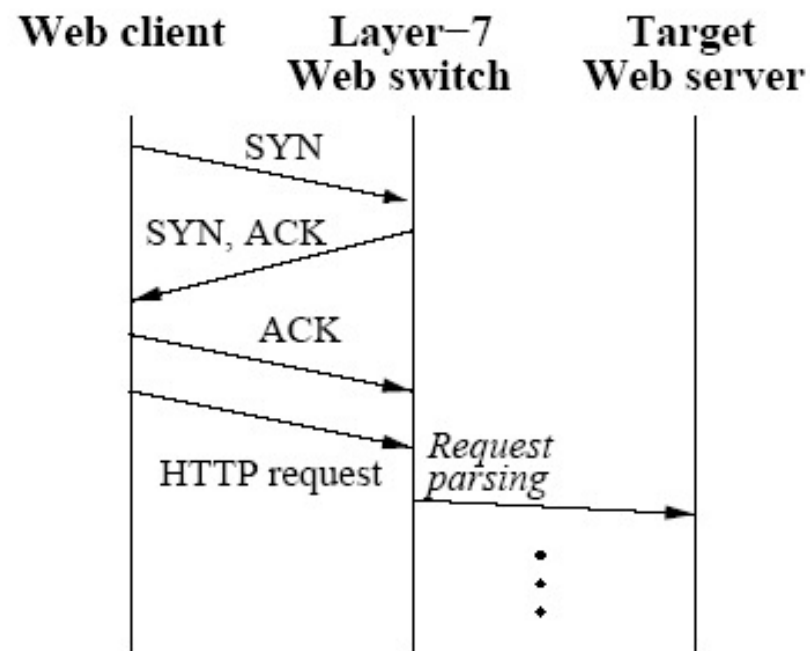 Web client
Layer–7
Web switch
Target
Web server
SYN
SYN, ACK
ACK
HTTP request
Request
parsing